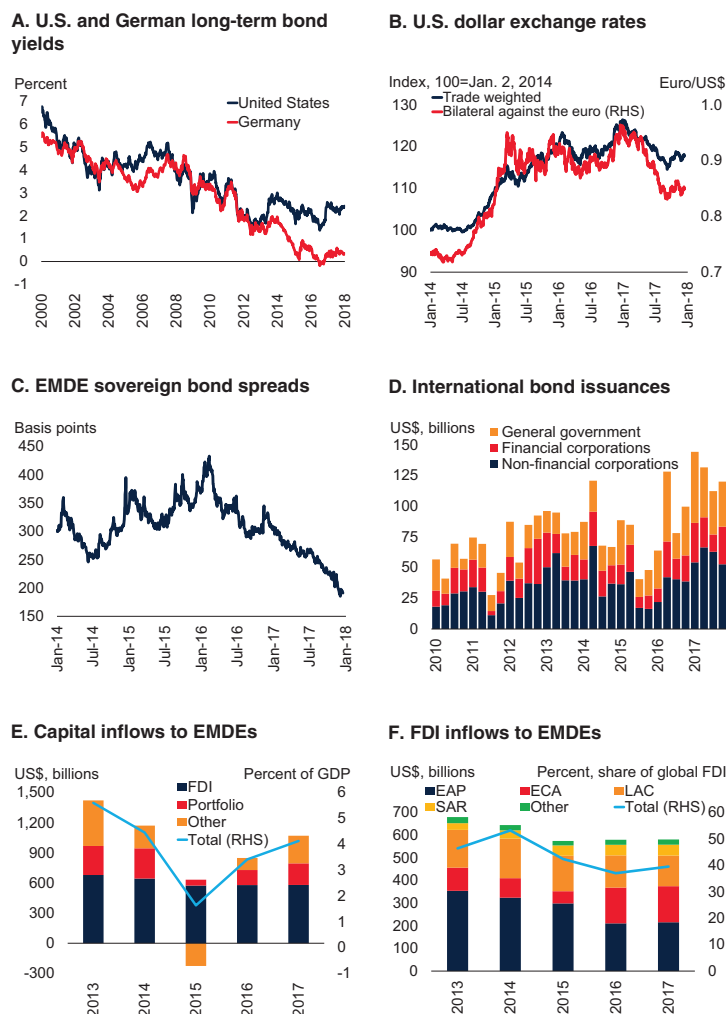 A. U.S. and German long-term bond
yields
Percent
United States
Germany
7
6
5
4
3
2
1
0
-1
2000
2002
2004
2006
2008
2010
2012
2014
2016
2018
B. U.S. dollar exchange rates
Index, 100=Jan. 2, 2014
Euro/US$
Trade weighted
Bilateral against the euro (RHS)
130
120
110
100
90
1.0
0.9
0.8
0.7
Jan-14
Jul-14
Jan-15
Jul-15
Jan-16
Jul-16
Jan-17
Jul-17
Jan-18
C. EMDE sovereign bond spreads
Basis points
450
400
350
300
250
200
150
Jan-14
Jul-14
Jan-15
Jul-15
Jan-16
Jul-16
Jan-17
Jul-17
Jan-18
D. International bond issuances
US$, billions
General government
Financial corporations
Non-financial corporations
150
125
100
75
50
25
0
2010
2011
2012
2013
2014
2015
2016
2017
E. Capital inflows to EMDEs
US$, billions
Percent of GDP
FDI
Portfolio
Other
Total (RHS)
1,500
1,200
900
600
300
0
-300
6
5
4
3
2
1
0
-1
2013
2014
2015
2016
2017
F. FDI inflows to EMDEs
US$, billions
Percent, share of global FDI
EAP
ECA
LAC
SAR
Other
Total (RHS)
700
600
500
400
300
200
100
0
60
50
40
30
20
10
0
2013
2014
2015
2016
2017